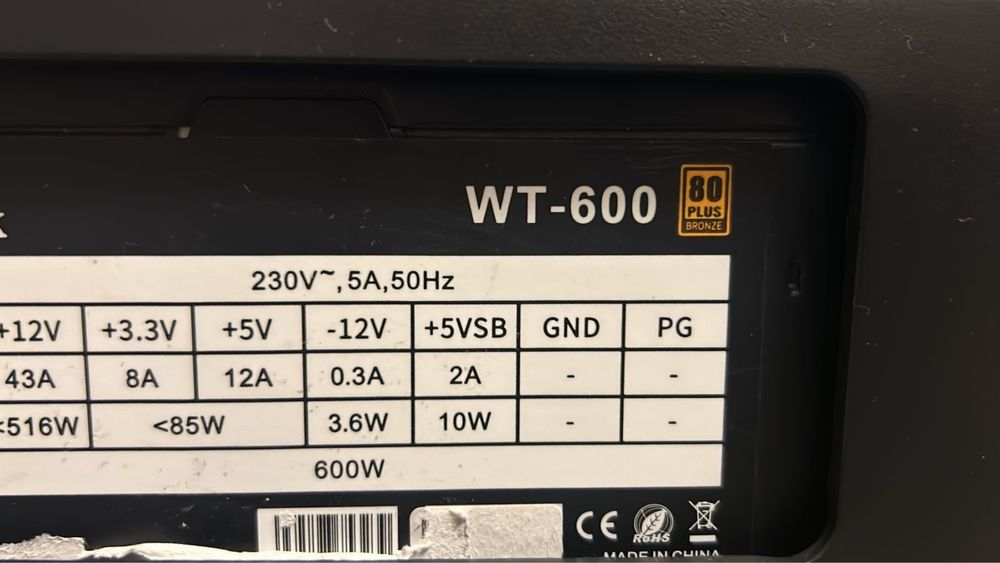 WT-600
80
PLUS
BRONZE
230V~,5A,50Hz
+12V +3.3V +5V -12V +5VSB GND PG
43A 8A 12A 0.3A 2A - -
<516W <85W 3.6W 10W - -
600W
CE RoHS
MADE IN CHINA